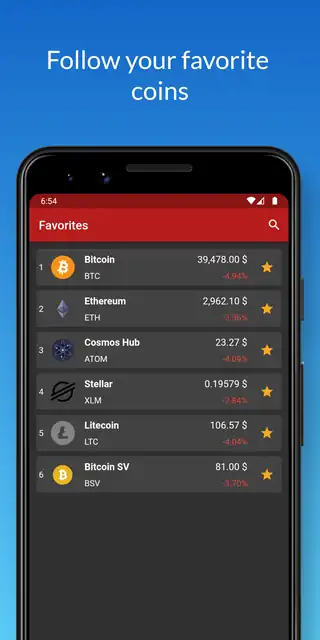 Follow your favorite
coins
6:54
Favorites
1 Bitcoin 39,478.00 $
BTC -4.94%
2 Ethereum 2,962.10 $
ETH -3.36%
3 Cosmos Hub 23.27 $
ATOM -4.09%
4 Stellar 0.19579 $
XLM -2.84%
5 Litecoin 106.57 $
LTC -4.04%
6 Bitcoin SV 81.00 $
BSV -3.70%